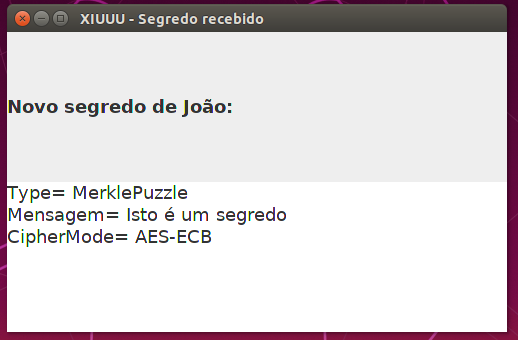 XIUUU - Segredo recebido
Novo segredo de João:
Type= MerklePuzzle
Mensagem= Isto é um segredo
CipherMode= AES-ECB